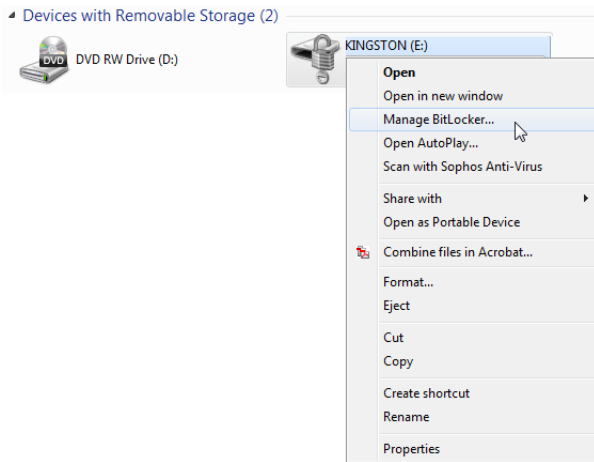 Devices with Removable Storage (2)
DVD
DVD RW Drive (D:)
KINGSTON (E:)
Open
Open in new window
Manage BitLocker...
Open AutoPlay...
Scan with Sophos Anti-Virus
Share with
Open as Portable Device
Combine files in Acrobat...
Format...
Eject
Cut
Copy
Create shortcut
Rename
Properties